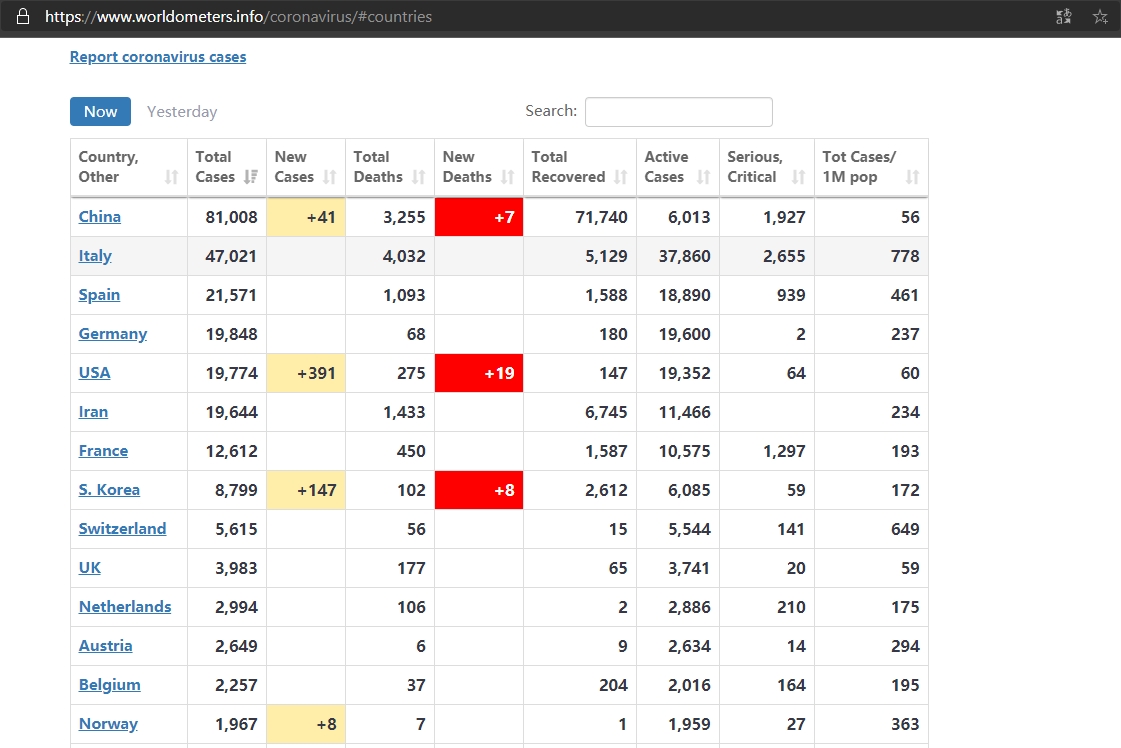 https://www.worldometers.info/coronavirus/#countries
Report coronavirus cases
Now Yesterday Search:
Country, Other Total Cases New Cases Total Deaths New Deaths Total Recovered Active Cases Serious, Critical Tot Cases/ 1M pop
China 81,008 +41 3,255 +7 71,740 6,013 1,927 56
Italy 47,021 4,032 5,129 37,860 2,655 778
Spain 21,571 1,093 1,588 18,890 939 461
Germany 19,848 68 180 19,600 2 237
USA 19,774 +391 275 +19 147 19,352 64 60
Iran 19,644 1,433 6,745 11,466 234
France 12,612 450 1,587 10,575 1,297 193
S. Korea 8,799 +147 102 +8 2,612 6,085 59 172
Switzerland 5,615 56 15 5,544 141 649
UK 3,983 177 65 3,741 20 59
Netherlands 2,994 106 2 2,886 210 175
Austria 2,649 6 9 2,634 14 294
Belgium 2,257 37 204 2,016 164 195
Norway 1,967 +8 7 1 1,959 27 363